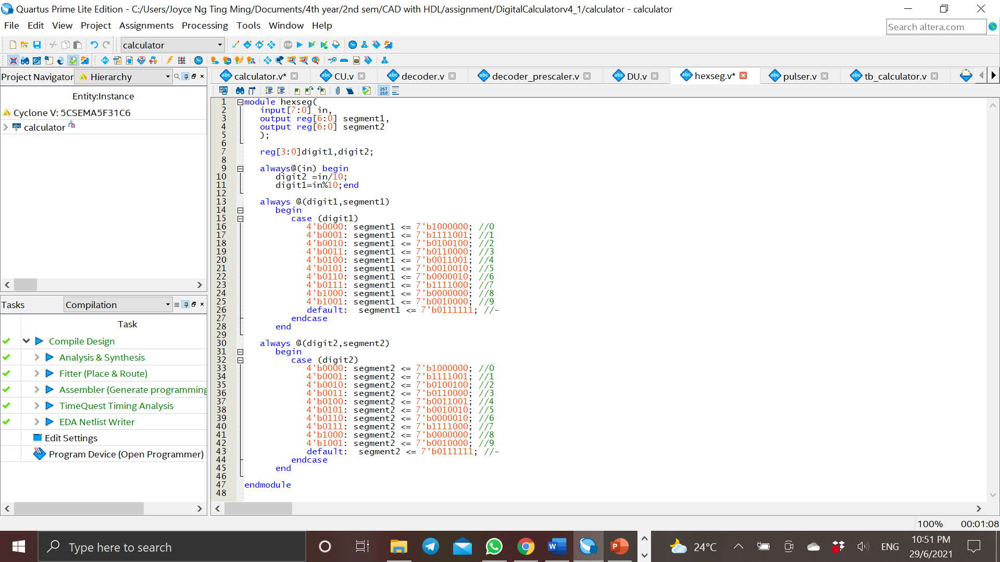 Quartus Prime Lite Edition - C:/Users/Joyce Ng Ting Ming/Documents/4th year/2nd sem/CAD with HDL/assignment/DigitalCalculatorv4_1/calculator - calculator
File Edit View Project Assignments Processing Tools Window Help
Search altera.com
calculator
Project Navigator Hierarchy
calculator.v* CU.v decoder.v decoder_prescaler.v DU.v hexseg.v* pulser.v tb_calculator.v
Entity:Instance
Cyclone V: 5CSEMA5F31C6
calculator
267
268
1 module hexseg(
2 input[7:0] in,
3 output reg[6:0] segment1,
4 output reg[6:0] segment2
5 );
6
7 reg[3:0]digit1,digit2;
8
9 always@(in) begin
10 digit2 =in/10;
11 digit1=in%10;end
12
13 always @(digit1,segment1)
14 begin
15 case (digit1)
16 4'b0000: segment1 <= 7'b1000000; //0
17 4'b0001: segment1 <= 7'b1111001; //1
18 4'b0010: segment1 <= 7'b0100100; //2
19 4'b0011: segment1 <= 7'b0110000; //3
20 4'b0100: segment1 <= 7'b0011001; //4
21 4'b0101: segment1 <= 7'b0010010; //5
22 4'b0110: segment1 <= 7'b0000010; //6
23 4'b0111: segment1 <= 7'b1111000; //7
24 4'b1000: segment1 <= 7'b0000000; //8
25 4'b1001: segment1 <= 7'b0010000; //9
26 default: segment1 <= 7'b0111111; //-
27 endcase
28 end
29
30 always @(digit2,segment2)
31 begin
32 case (digit2)
33 4'b0000: segment2 <= 7'b1000000; //0
34 4'b0001: segment2 <= 7'b1111001; //1
35 4'b0010: segment2 <= 7'b0100100; //2
36 4'b0011: segment2 <= 7'b0110000; //3
37 4'b0100: segment2 <= 7'b0011001; //4
38 4'b0101: segment2 <= 7'b0010010; //5
39 4'b0110: segment2 <= 7'b0000010; //6
40 4'b0111: segment2 <= 7'b1111000; //7
41 4'b1000: segment2 <= 7'b0000000; //8
42 4'b1001: segment2 <= 7'b0010000; //9
43 default: segment2 <= 7'b0111111; //-
44 endcase
45 end
46
47 endmodule
48
Tasks Compilation
Task
Compile Design
Analysis & Synthesis
Fitter (Place & Route)
Assembler (Generate programming
TimeQuest Timing Analysis
EDA Netlist Writer
Edit Settings
Program Device (Open Programmer)
100% 00:01:08
Type here to search
24°C
ENG
10:51 PM
29/6/2021